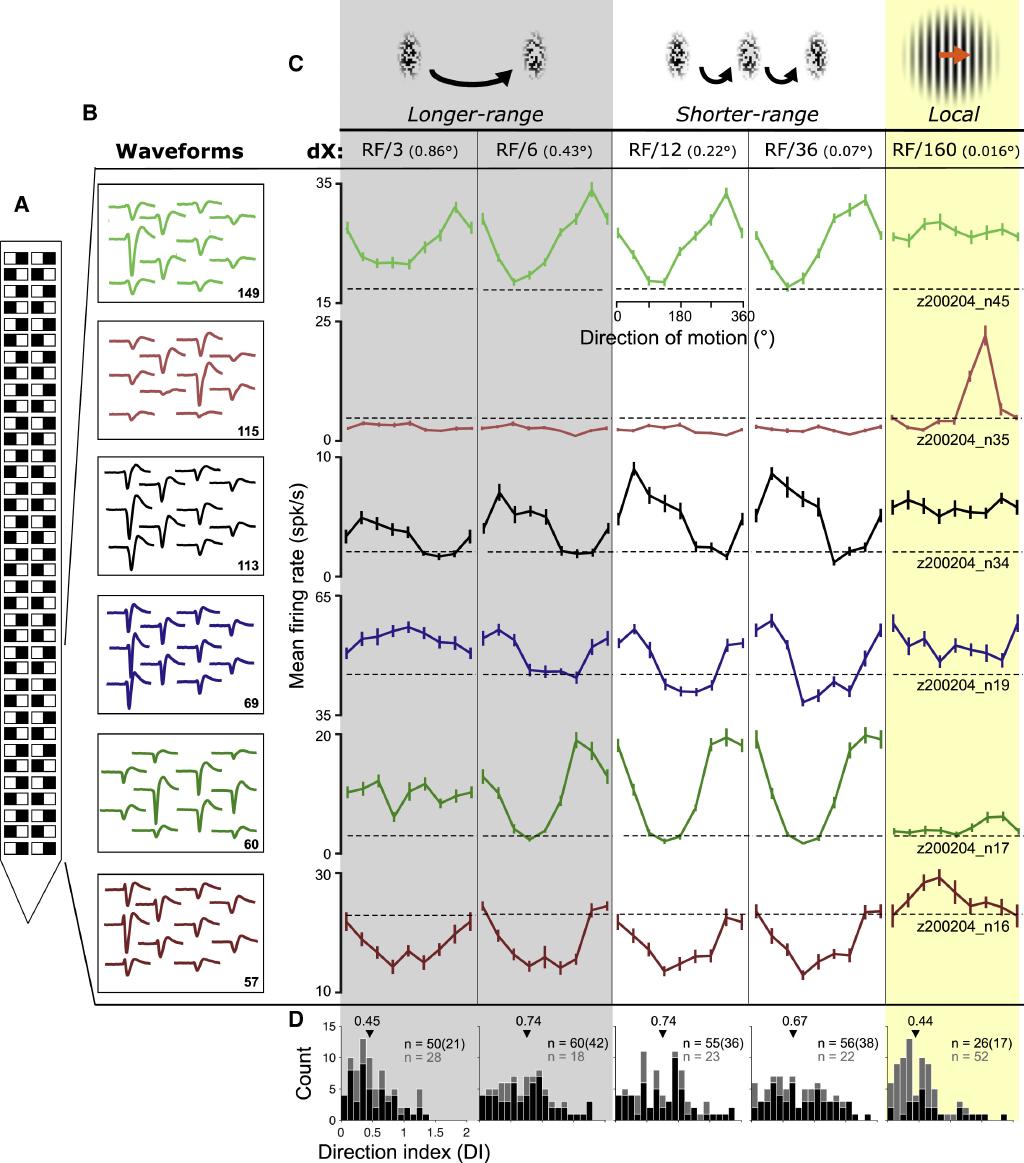 C
Longer-range
Shorter-range
Local
B
Waveforms
dX:
RF/3 (0.86°)
RF/6 (0.43°)
RF/12 (0.22°)
RF/36 (0.07°)
RF/160 (0.016°)
A
149
35
15
0
180
360
Direction of motion (°)
z200204_n45
115
25
0
z200204_n35
Mean firing rate (spk/s)
113
10
0
z200204_n34
69
65
35
z200204_n19
60
20
0
z200204_n17
57
30
10
z200204_n16
D
0.45
0.74
0.74
0.67
0.44
Count
15
10
5
0
n = 50(21)
n = 28
n = 60(42)
n = 18
n = 55(36)
n = 23
n = 56(38)
n = 22
n = 26(17)
n = 52
0
0.5
1
1.5
2
Direction index (DI)